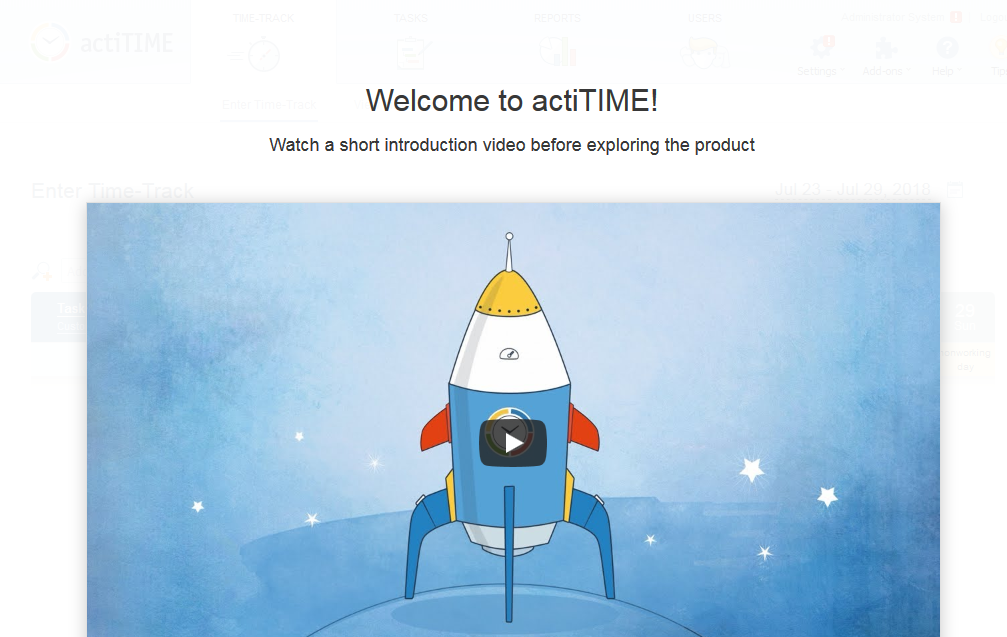 TIME-TRACK
TASKS
REPORTS
USERS
actiTIME
Settings
Add-ons
Help
Enter Time-Track
Welcome to actiTIME!
Watch a short introduction video before exploring the product
Enter Time-Track
Jul 23 - Jul 29, 2018